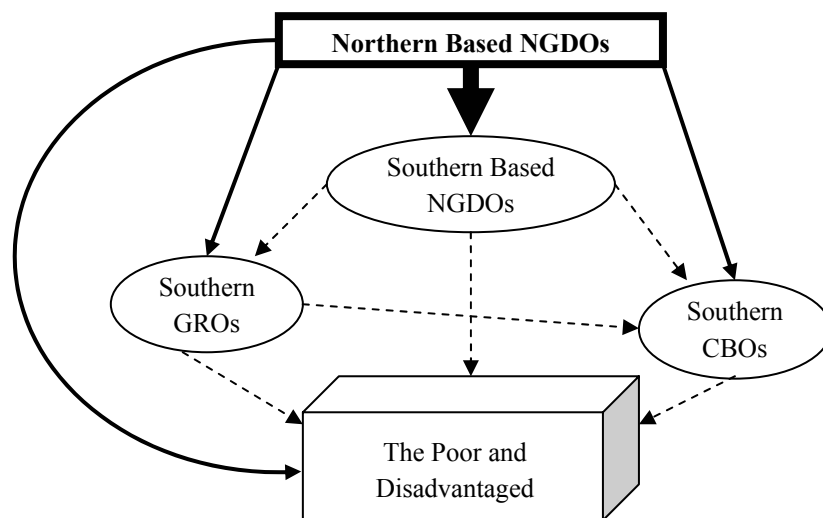 Northern Based NGDOs
Southern Based
NGDOs
Southern
GROs
Southern
CBOs
The Poor and
Disadvantaged